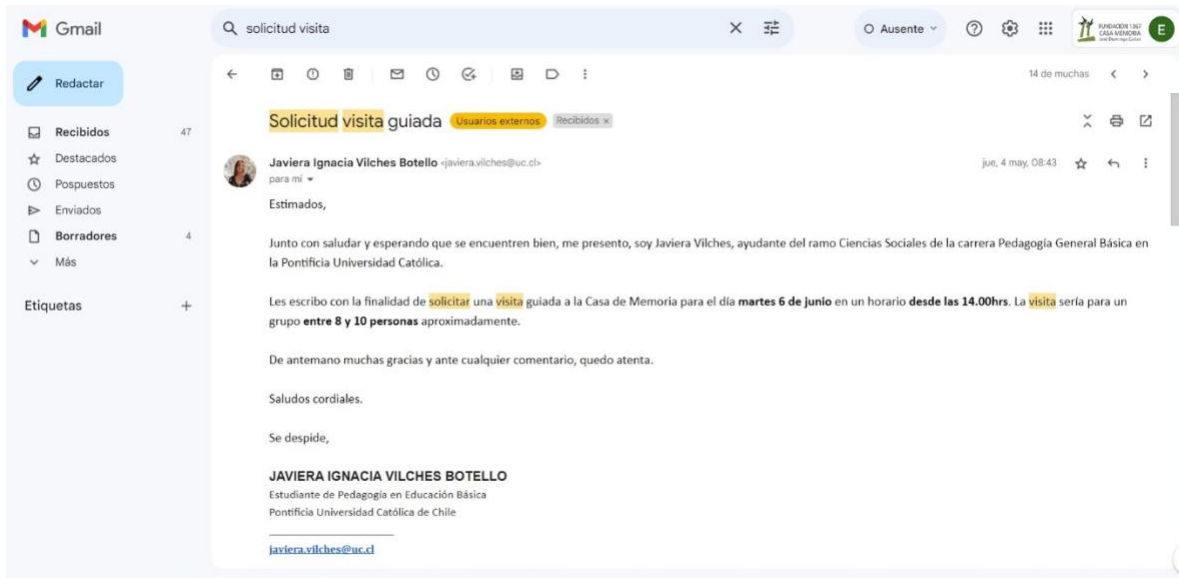 Gmail
solicitud visita
Ausente
FUNDACIÓN 1367
CASA MEMORIA
José Domingo Cañas
E
Redactar
14 de muchas
Recibidos 47
Destacados
Pospuestos
Enviados
Borradores 4
Más
Etiquetas
Solicitud visita guiada Usuarios externos Recibidos x
Javiera Ignacia Vilches Botello <javiera.vilches@uc.cl>
jue, 4 may, 08:43
para mí
Estimados,
Junto con saludar y esperando que se encuentren bien, me presento, soy Javiera Vilches, ayudante del ramo Ciencias Sociales de la carrera Pedagogía General Básica en
la Pontificia Universidad Católica.
Les escribo con la finalidad de solicitar una visita guiada a la Casa de Memoria para el día martes 6 de junio en un horario desde las 14.00hrs. La visita sería para un
grupo entre 8 y 10 personas aproximadamente.
De antemano muchas gracias y ante cualquier comentario, quedo atenta.
Saludos cordiales.
Se despide,
JAVIERA IGNACIA VILCHES BOTELLO
Estudiante de Pedagogía en Educación Básica
Pontificia Universidad Católica de Chile
javiera.vilches@uc.cl